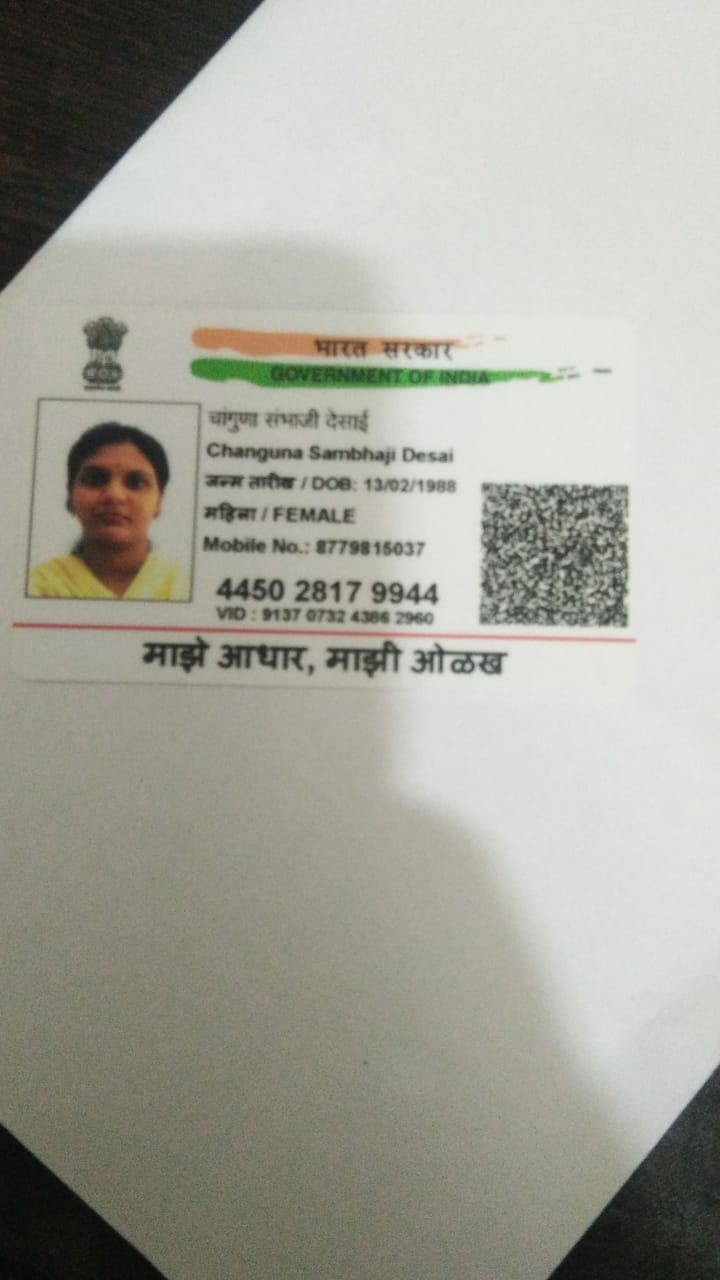 भारत सरकार
GOVERNMENT OF INDIA
चांगुणा संभाजी देसाई
Changuna Sambhaji Desai
जन्म तारीख / DOB: 13/02/1988
महिला / FEMALE
Mobile No.: 8779815037
4450 2817 9944
VID : 9137 0732 4386 2960
माझे आधार, माझी ओळख